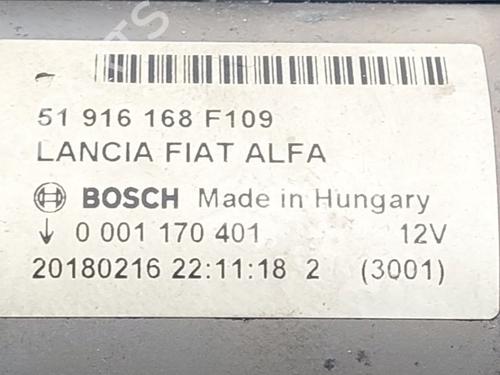 51 916 168 F109
LANCIA FIAT ALFA
BOSCH Made in Hungary
↓ 0 001 170 401 12V
20180216 22:11:18 2 (3001)